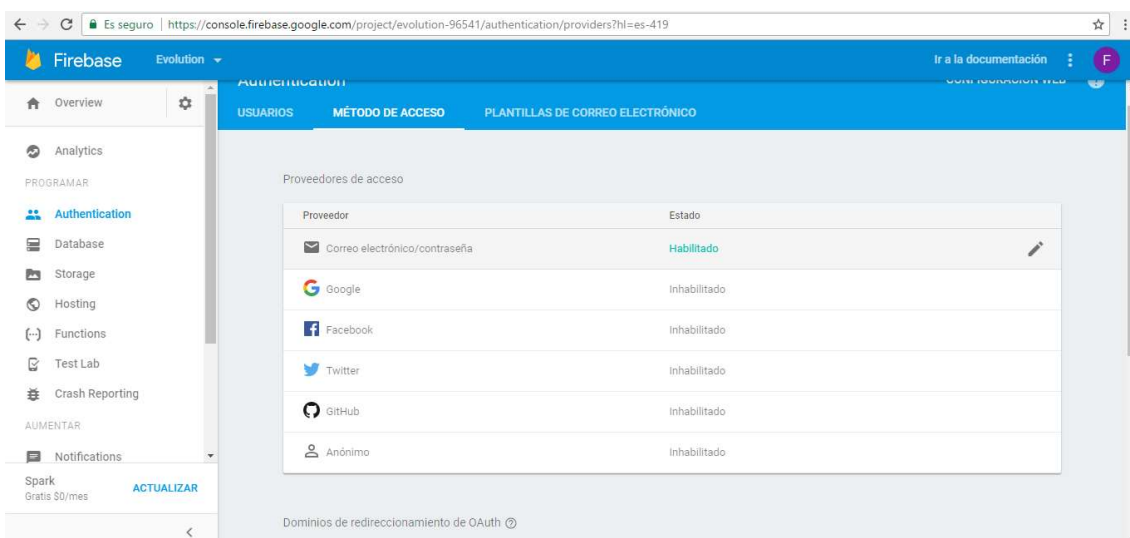 Es seguro | https://console.firebase.google.com/project/evolution-96541/authentication/providers?hl=es-419
Firebase Evolution Ir a la documentación F
Authentication CONFIGURACIÓN WEB
Overview
USUARIOS MÉTODO DE ACCESO PLANTILLAS DE CORREO ELECTRÓNICO
Analytics
PROGRAMAR
Authentication
Database
Storage
Hosting
Functions
Test Lab
Crash Reporting
AUMENTAR
Notifications
Spark
Gratis $0/mes
ACTUALIZAR
Proveedores de acceso
Proveedor Estado
Correo electrónico/contraseña Habilitado
Google Inhabilitado
Facebook Inhabilitado
Twitter Inhabilitado
GitHub Inhabilitado
Anónimo Inhabilitado
Dominios de redireccionamiento de OAuth